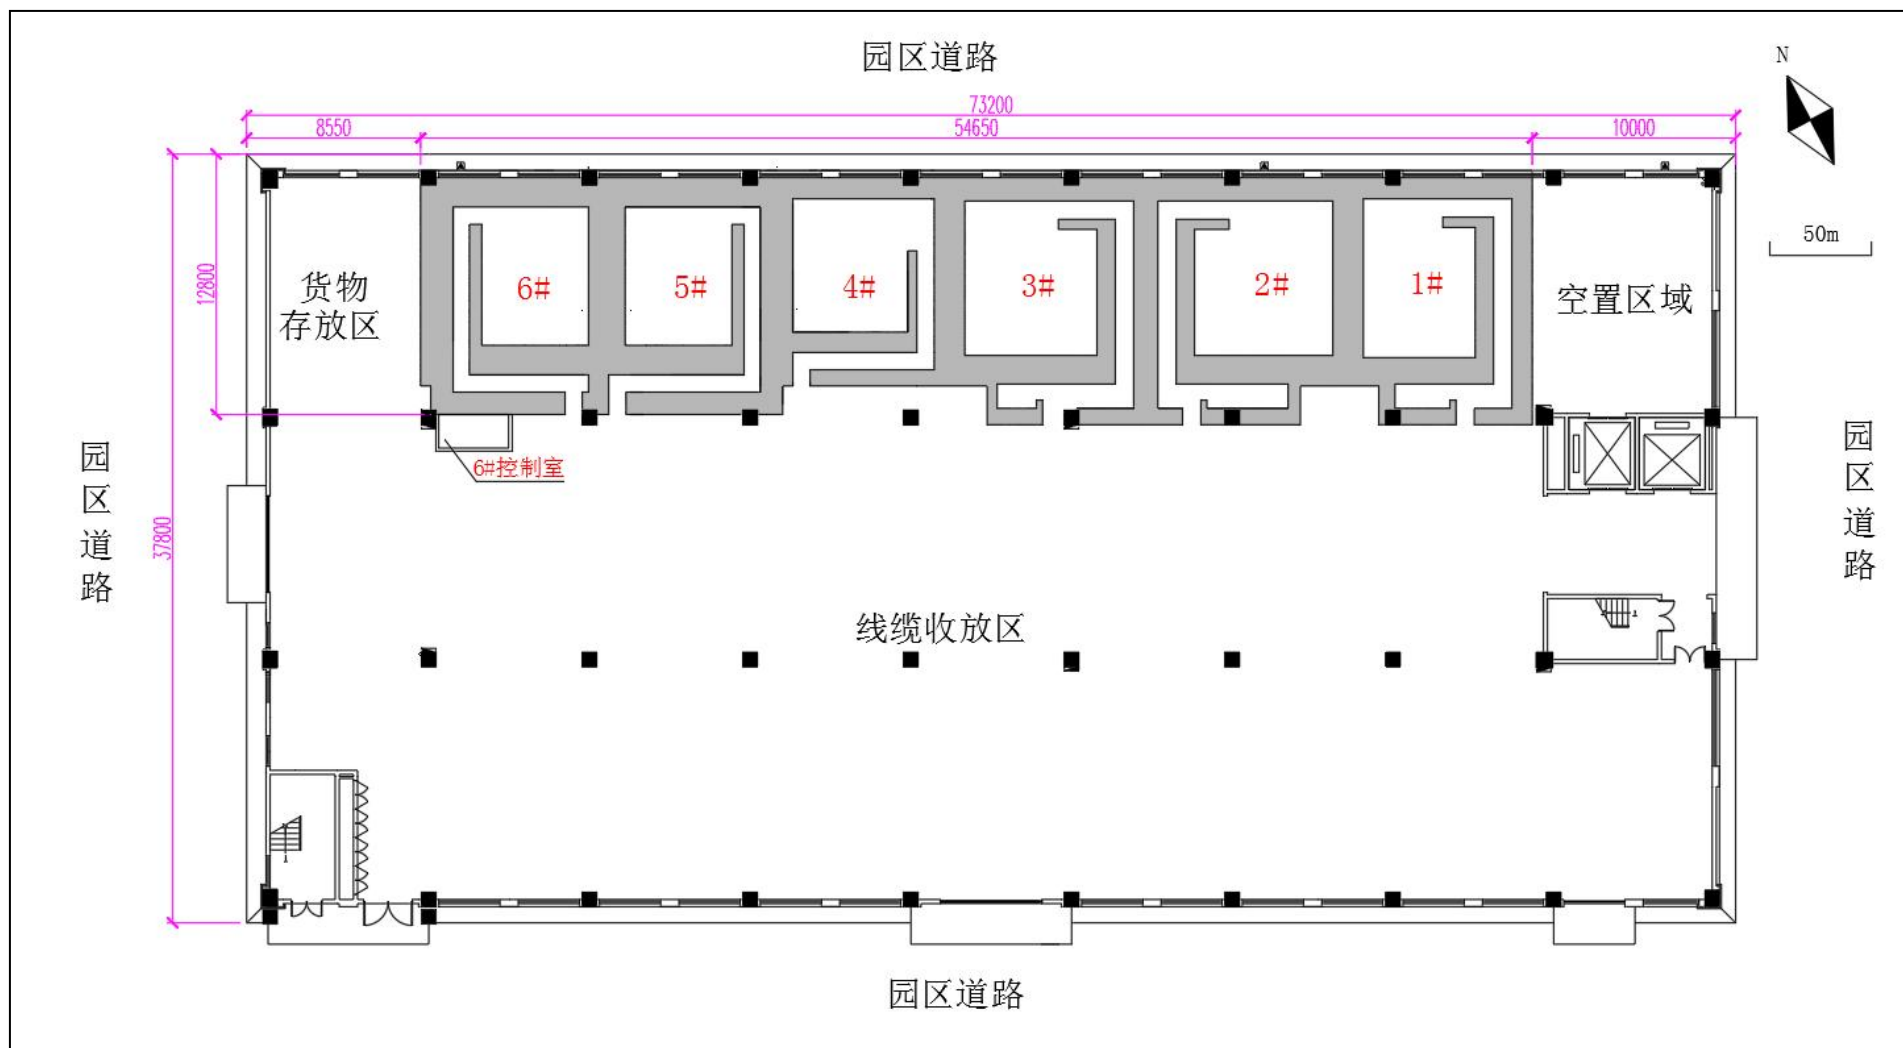 园区道路
N
73200
8550
54650
10000
50m
12800
37800
货物
存放区
6#
5#
4#
3#
2#
1#
空置区域
6#控制室
园区道路
园区道路
线缆收放区
园区道路